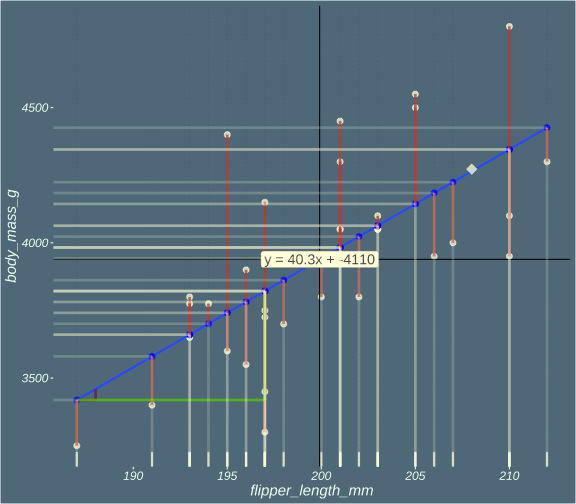 body_mass_g
4500
4000
3500
y = 40.3x + -4110
190
195
200
205
210
flipper_length_mm